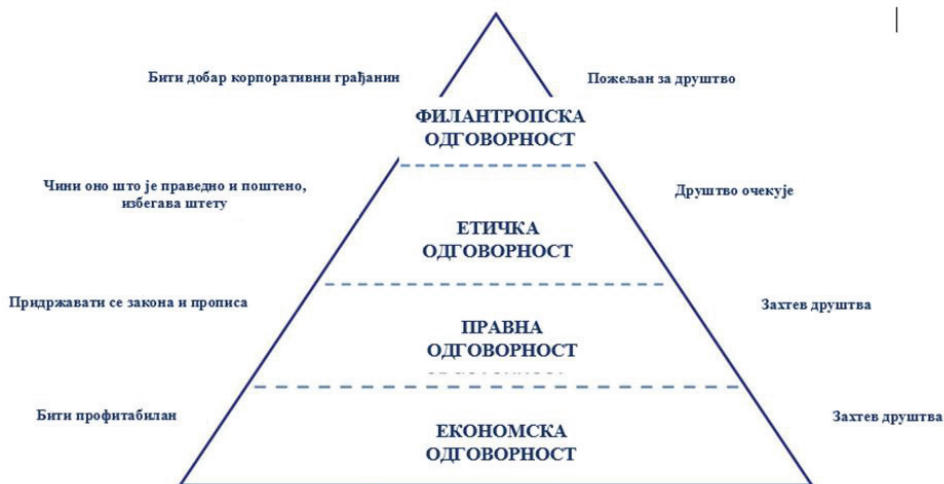 Бити добар корпоративни грађанин
Пожељан за друштво
ФИЛАНТРОПСКА
ОДГОВОРНОСТ
Чини оно што је праведно и поштено,
избегава штету
Друштво очекује
ЕТИЧКА
ОДГОВОРНОСТ
Придржавати се закона и прописа
Захтев друштва
ПРАВНА
ОДГОВОРНОСТ
Бити профитабилан
Захтев друштва
ЕКОНОМСКА
ОДГОВОРНОСТ